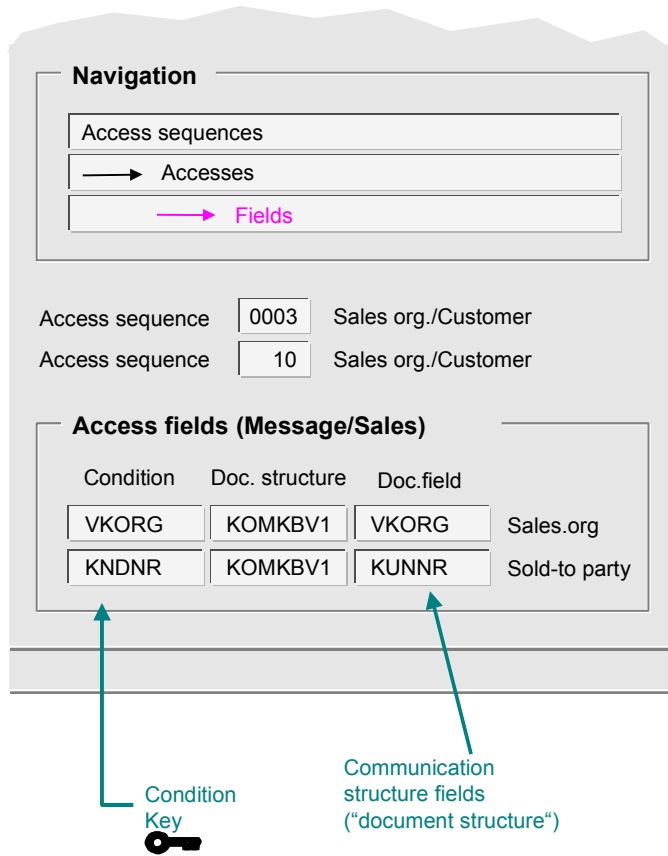 Navigation
Access sequences
Accesses
Fields
Access sequence 0003 Sales org./Customer
Access sequence 10 Sales org./Customer
Access fields (Message/Sales)
Condition Doc. structure Doc.field
VKORG KOMKBV1 VKORG Sales.org
KNDNR KOMKBV1 KUNNR Sold-to party
Condition
Key
Communication
structure fields
(“document structure“)